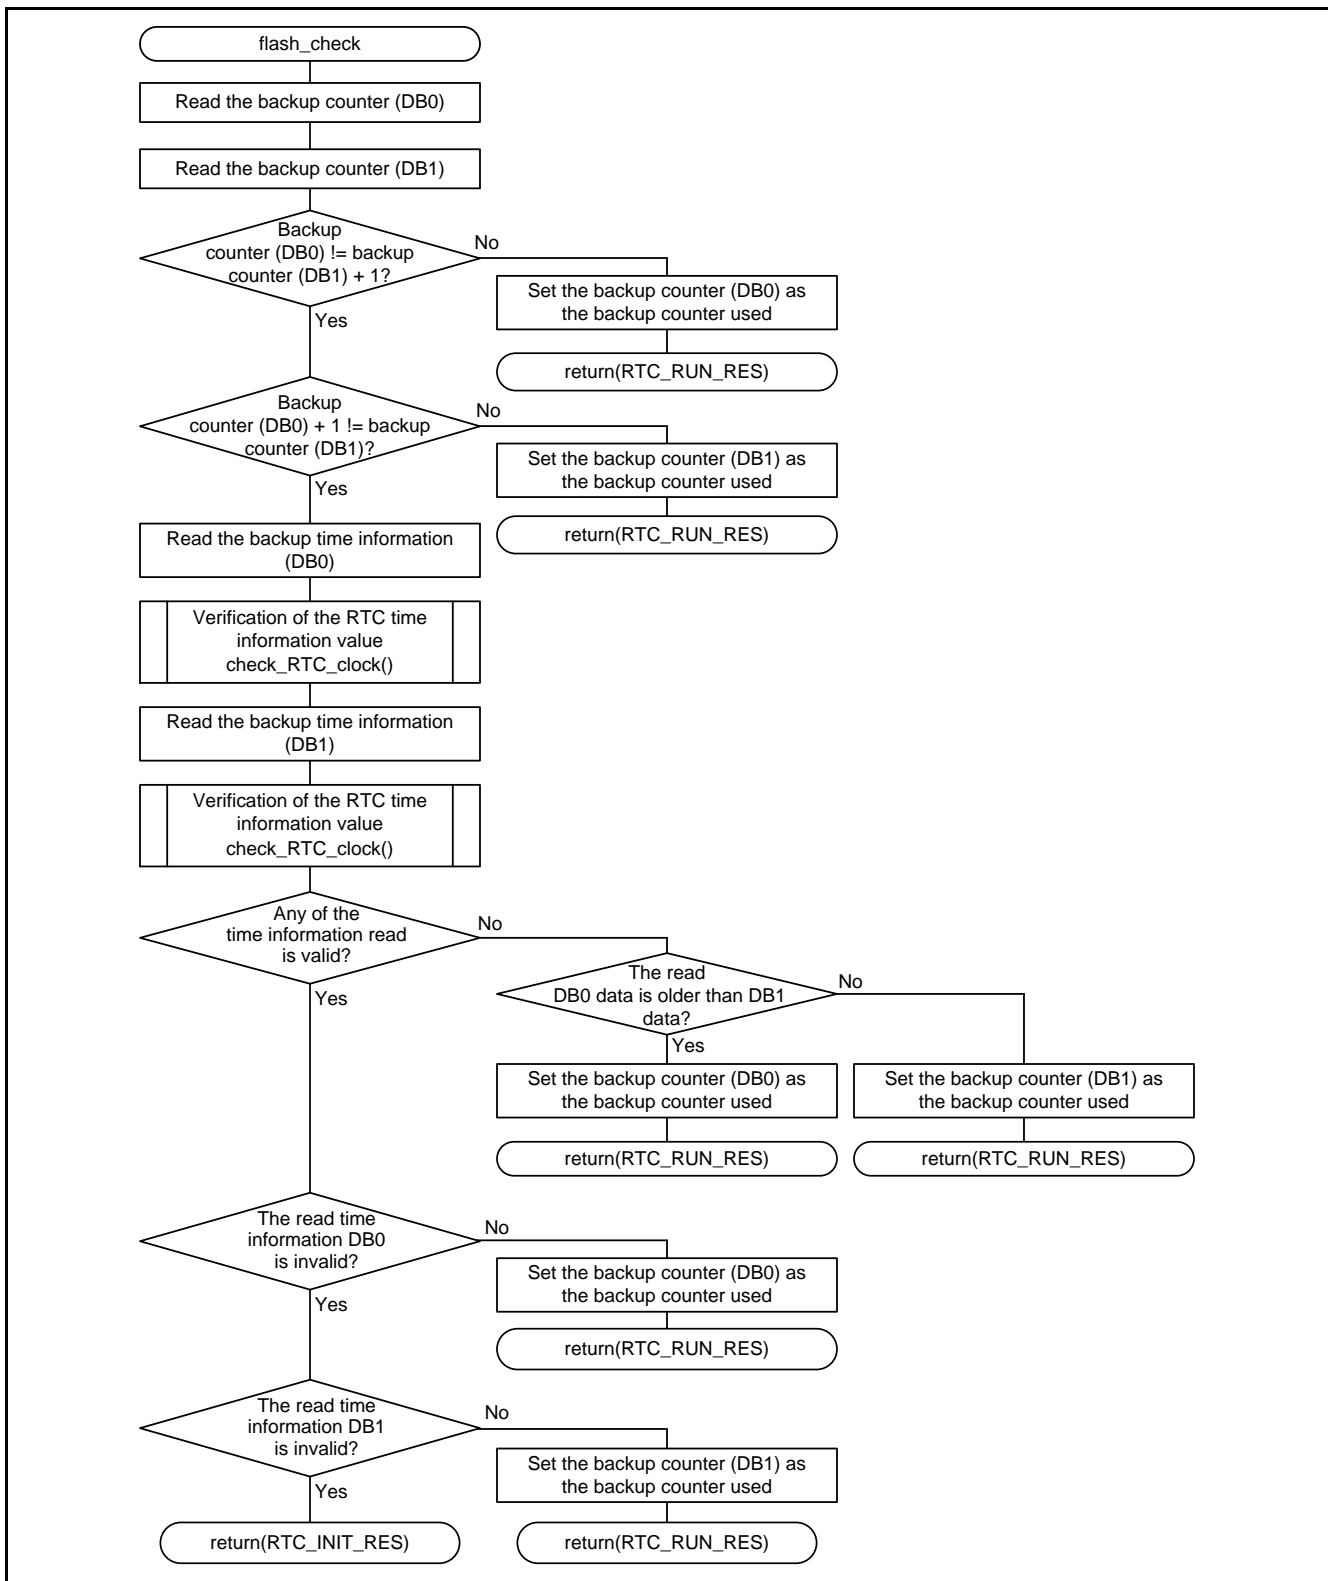 flash_check
Read the backup counter (DB0)
Read the backup counter (DB1)
Backup
counter (DB0) != backup
counter (DB1) + 1?
No
Set the backup counter (DB0) as
the backup counter used
return(RTC_RUN_RES)
Yes
Backup
counter (DB0) + 1 != backup
counter (DB1)?
No
Set the backup counter (DB1) as
the backup counter used
return(RTC_RUN_RES)
Yes
Read the backup time information
(DB0)
Verification of the RTC time
information value
check_RTC_clock()
Read the backup time information
(DB1)
Verification of the RTC time
information value
check_RTC_clock()
Any of the
time information read
is valid?
No
The read
DB0 data is older than DB1
data?
No
Yes
Yes
Set the backup counter (DB0) as
the backup counter used
return(RTC_RUN_RES)
Set the backup counter (DB1) as
the backup counter used
return(RTC_RUN_RES)
The read time
information DB0
is invalid?
No
Set the backup counter (DB0) as
the backup counter used
return(RTC_RUN_RES)
Yes
The read time
information DB1
is invalid?
No
Set the backup counter (DB1) as
the backup counter used
return(RTC_RUN_RES)
Yes
return(RTC_INIT_RES)